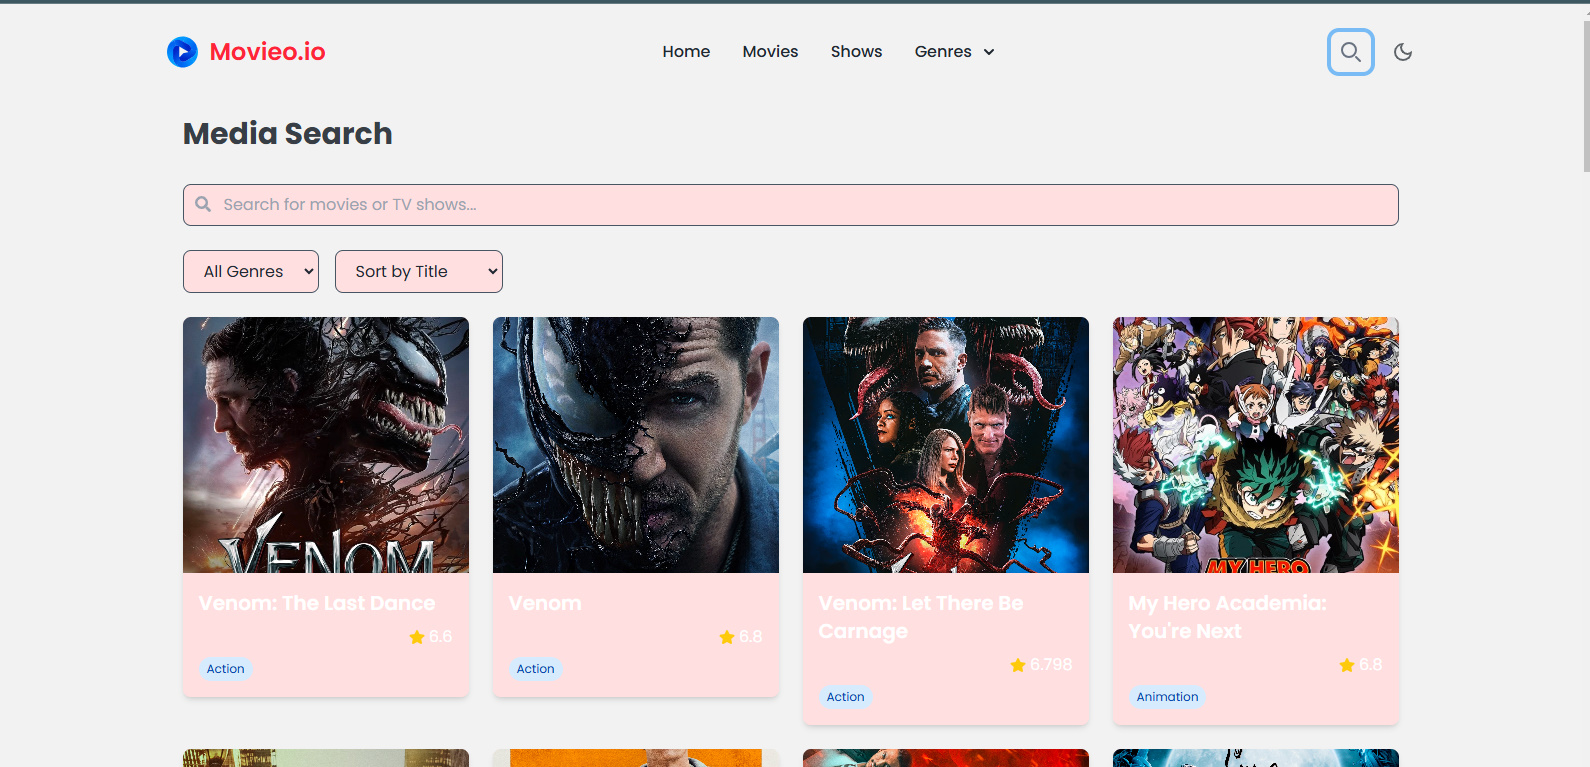 Movieo.io
Home Movies Shows Genres
Media Search
Search for movies or TV shows...
All Genres Sort by Title
VENOM
MY HERO
Venom: The Last Dance
6.6
Action
Venom
6.8
Action
Venom: Let There Be
Carnage
6.798
Action
My Hero Academia:
You're Next
6.8
Animation